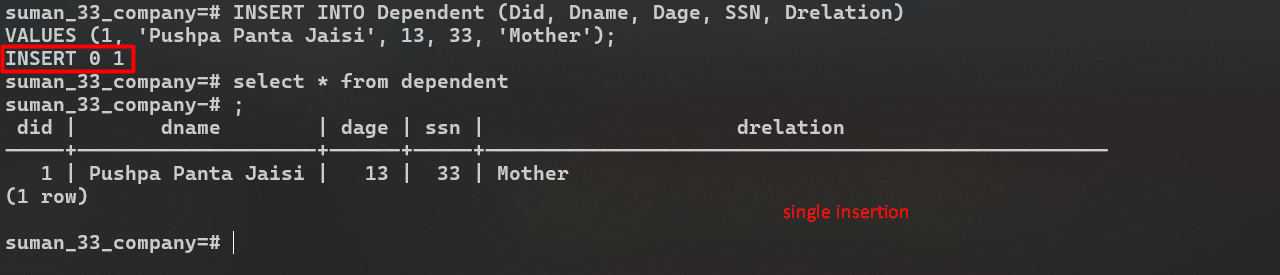 suman_33_company=# INSERT INTO Dependent (Did, Dname, Dage, SSN, Drelation)
VALUES (1, 'Pushpa Panta Jaisi', 13, 33, 'Mother');
INSERT 0 1
suman_33_company=# select * from dependent
suman_33_company-# ;
 did |       dname        | dage | ssn |                     drelation
-----+--------------------+------+-----+----------------------------------------------------
   1 | Pushpa Panta Jaisi |   13 |  33 | Mother
(1 row)
single insertion
suman_33_company=#